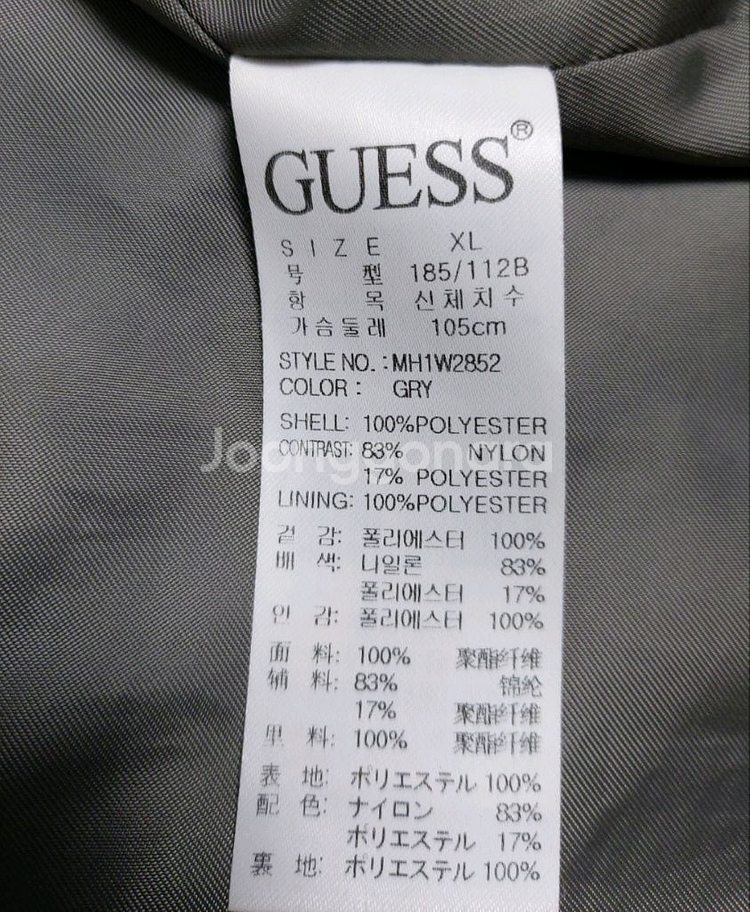 GUESS®
SIZE XL
号 型 185/112B
항 목 신체치수
가슴둘레 105cm
STYLE NO. : MH1W2852
COLOR : GRY
SHELL: 100%POLYESTER
CONTRAST: 83% NYLON
17% POLYESTER
LINING: 100%POLYESTER
겉 감: 폴리에스터 100%
배 색: 나일론 83%
폴리에스터 17%
안 감: 폴리에스터 100%
面 料: 100% 聚酯纤维
辅 料: 83% 锦纶
17% 聚酯纤维
里 料: 100% 聚酯纤维
表 地: ポリエステル 100%
配 色: ナイロン 83%
ポリエステル 17%
裏 地: ポリエステル 100%
Joongonara